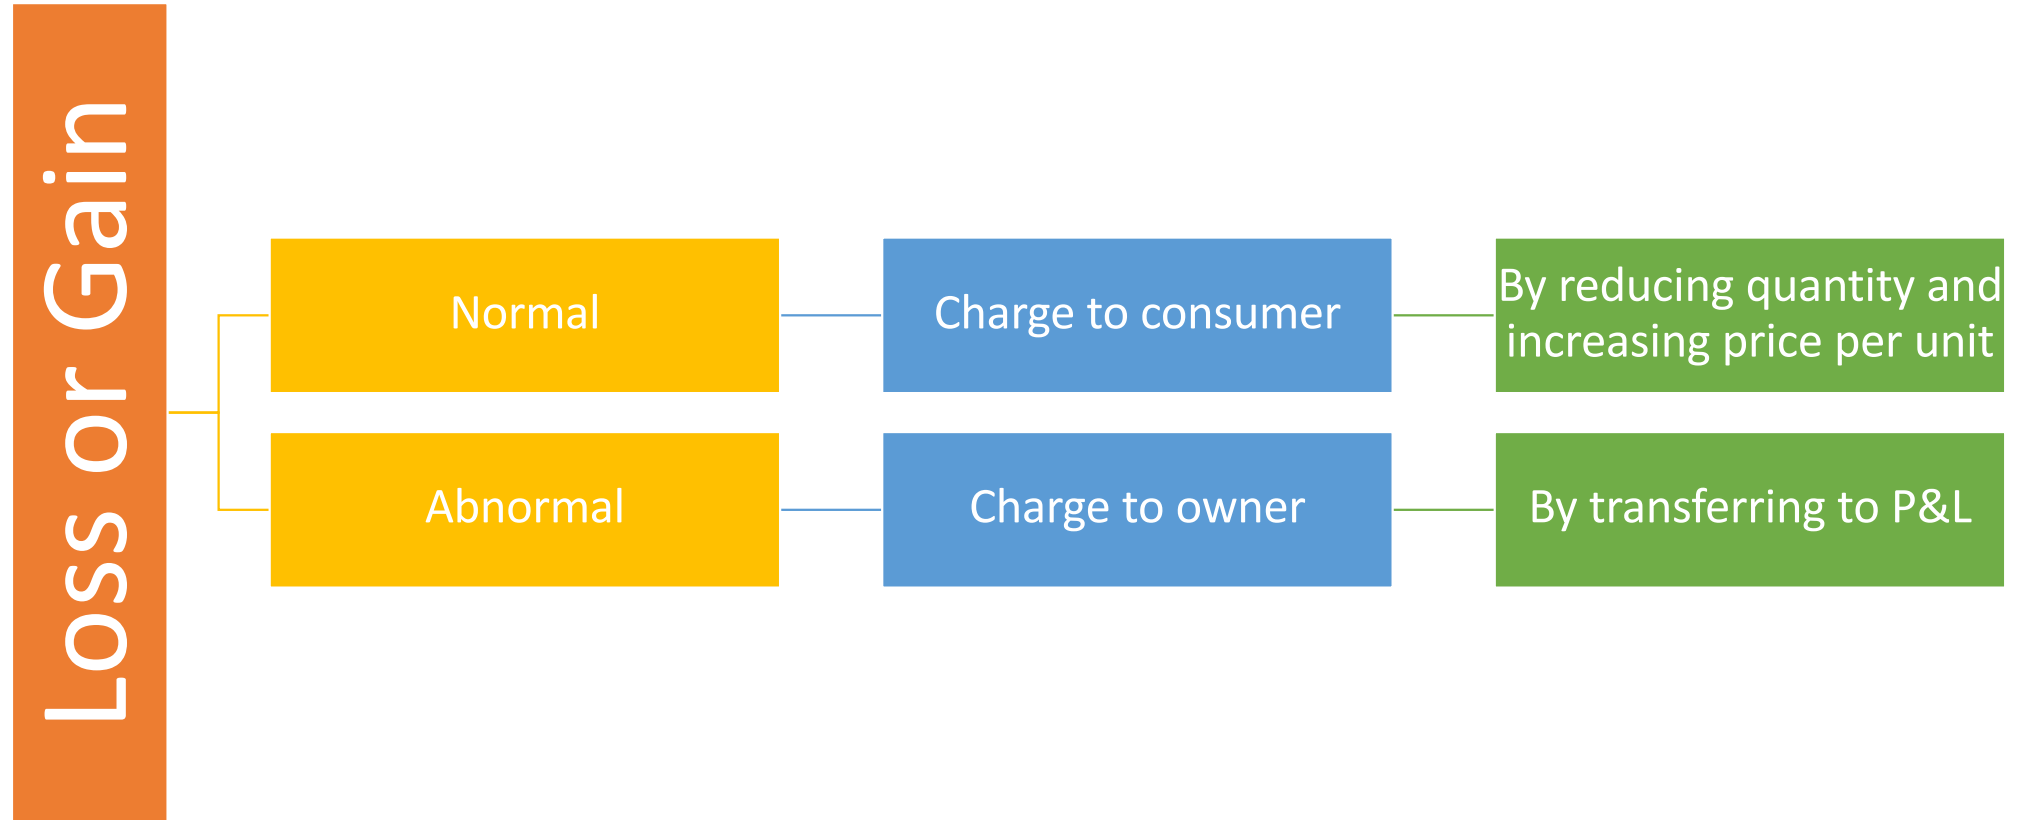 Loss or Gain
Normal
Charge to consumer
By reducing quantity and
increasing price per unit
Abnormal
Charge to owner
By transferring to P&L